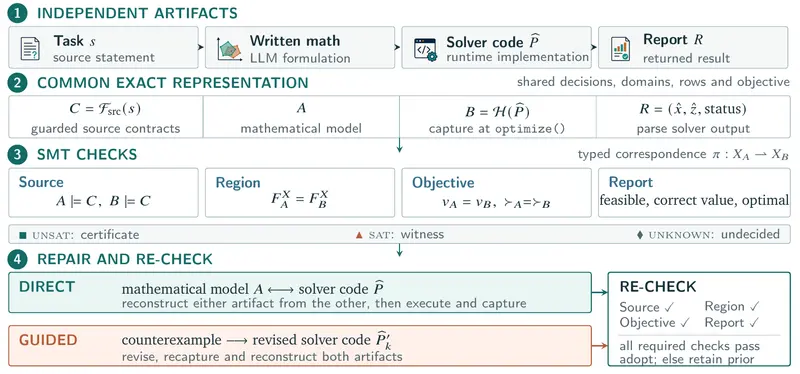 1 INDEPENDENT ARTIFACTS
Task s
source statement
Written math
LLM formulation
Solver code P̂
runtime implementation
Report R
returned result
2 COMMON EXACT REPRESENTATION
shared decisions, domains, rows and objective
C = ℱsrc(s)
guarded source contracts
A
mathematical model
B = ℋ(P̂)
capture at optimize()
R = (x̂, ẑ, status)
parse solver output
3 SMT CHECKS
typed correspondence π : X_A ⇀ X_B
Source
A |= C, B |= C
Region
F_A^X = F_B^X
Objective
v_A = v_B, ≻_A=≻_B
Report
feasible, correct value, optimal
■ UNSAT: certificate
▲ SAT: witness
♦ UNKNOWN: undecided
4 REPAIR AND RE-CHECK
DIRECT
mathematical model A ⟷ solver code P̂
reconstruct either artifact from the other, then execute and capture
GUIDED
counterexample ⟶ revised solver code P̂′_k
revise, recapture and reconstruct both artifacts
RE-CHECK
Source ✓ Region ✓
Objective ✓ Report ✓
all required checks pass
adopt; else retain prior